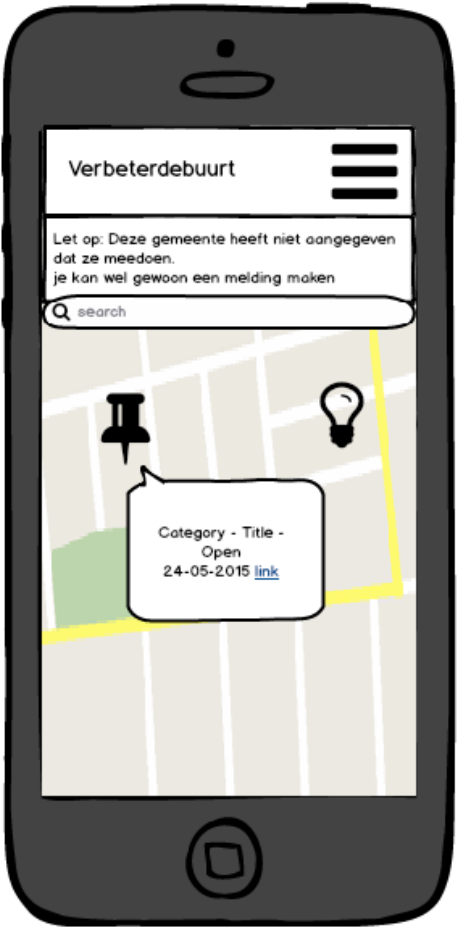 Verbeterdebuurt
Let op: Deze gemeente heeft niet aangegeven
dat ze meedoen.
je kan wel gewoon een melding maken
search
Category - Title -
Open
24-05-2015 link